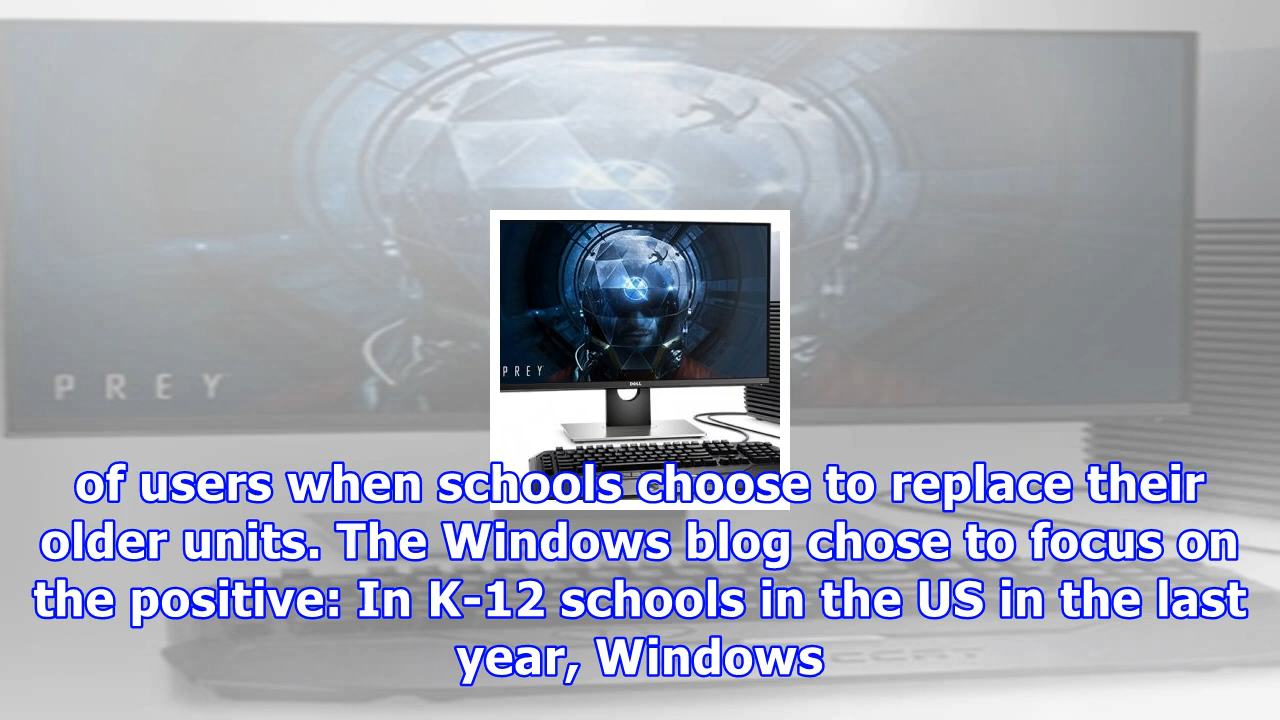 PREY
PREY
DELL
of users when schools choose to replace their
older units. The Windows blog chose to focus on
the positive: In K-12 schools in the US in the last
year, Windows